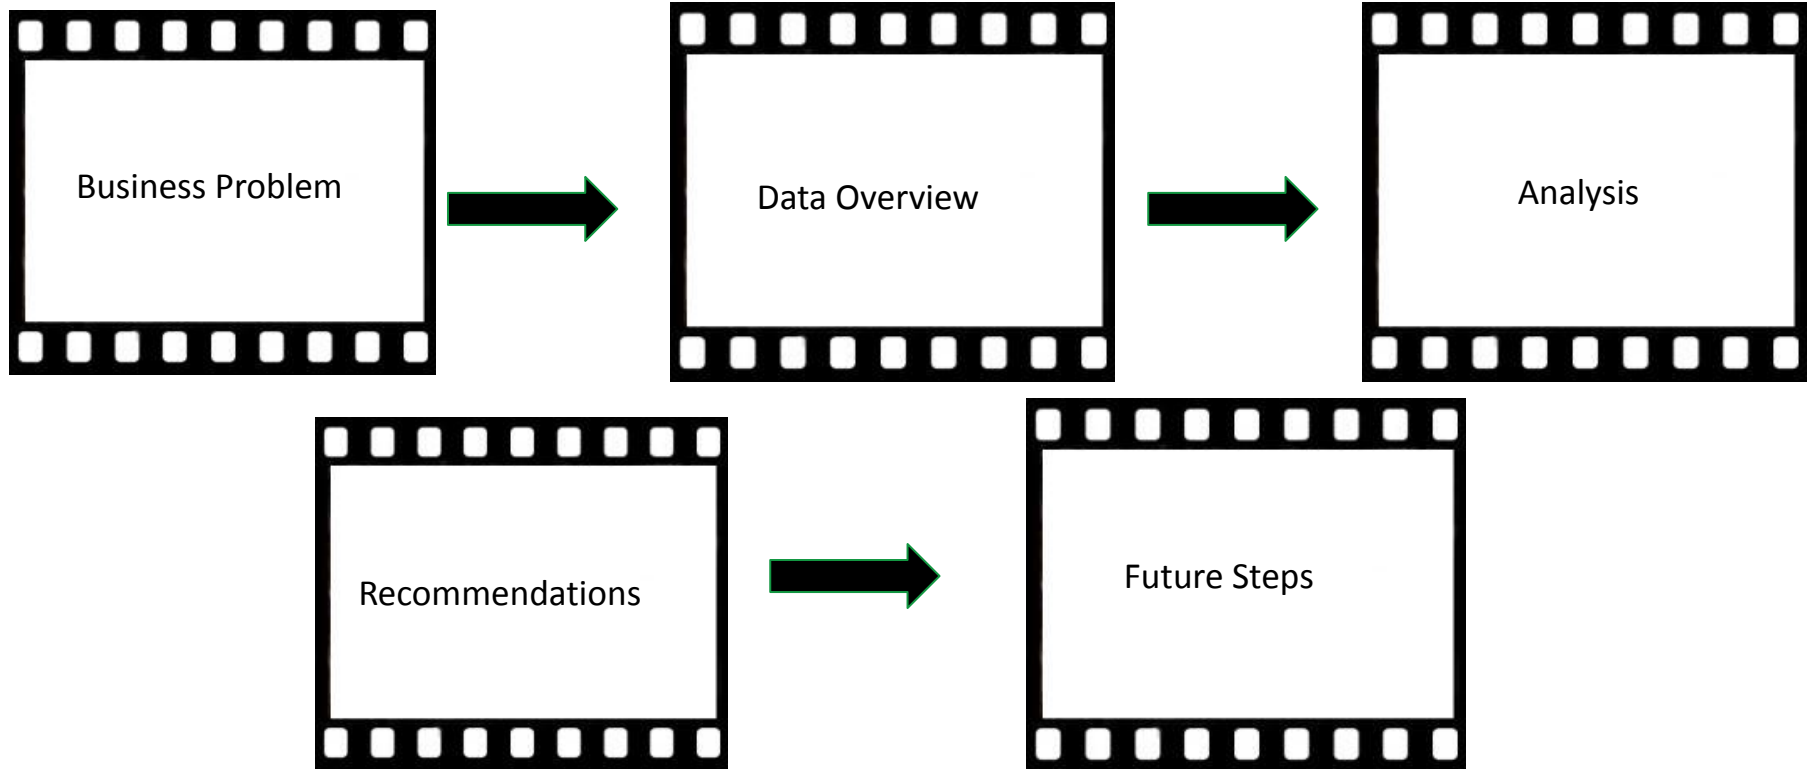 Business Problem
Data Overview
Analysis
Recommendations
Future Steps